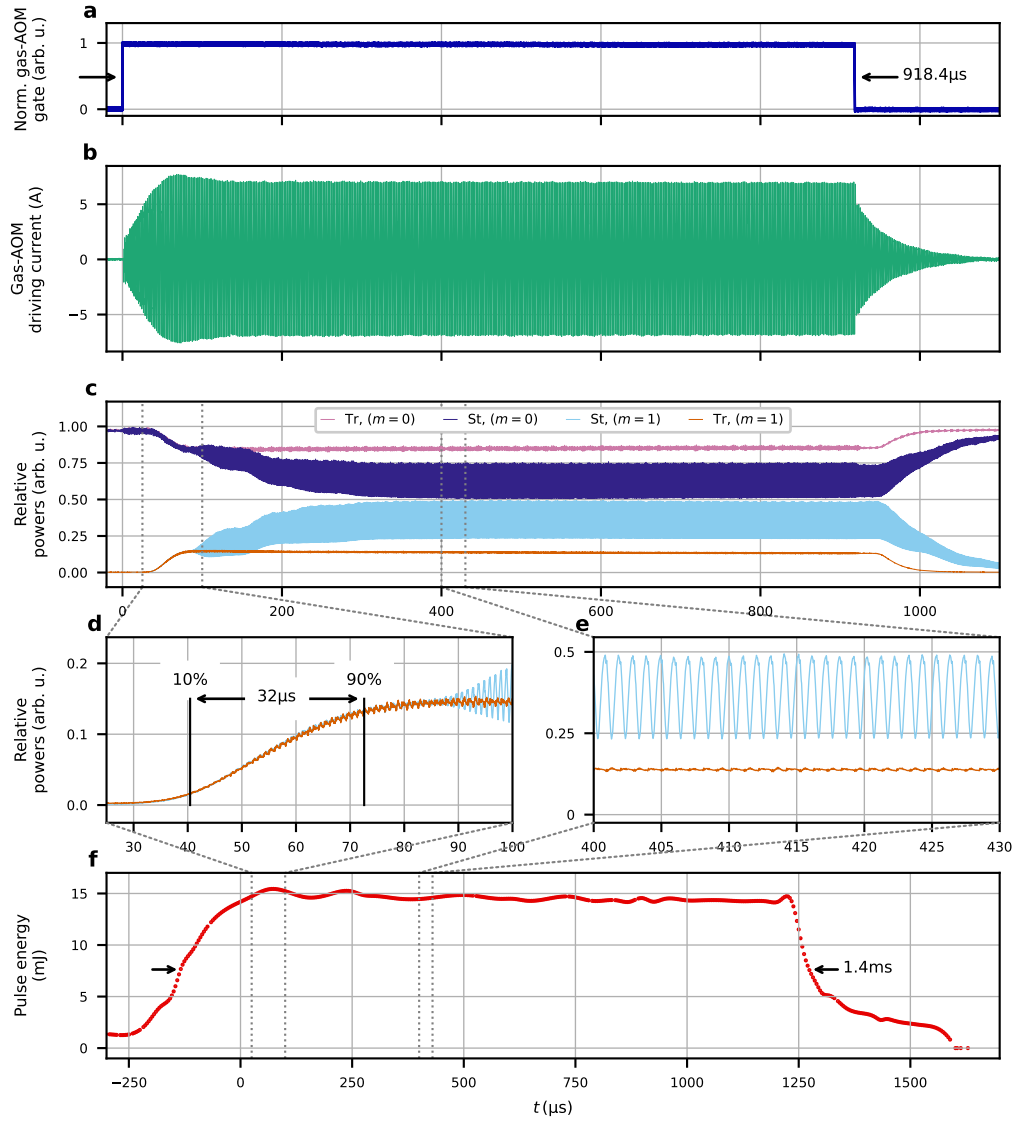 a
Norm. gas-AOM
gate (arb. u.)
1
0
918.4µs
b
Gas-AOM
driving current (A)
5
0
−5
c
Relative
powers (arb. u.)
1.00
0.75
0.50
0.25
0.00
Tr, (m = 0)
St, (m = 0)
St, (m = 1)
Tr, (m = 1)
0
200
400
600
800
1000
d
Relative
powers (arb. u.)
0.2
0.1
0.0
10%
32µs
90%
30
40
50
60
70
80
90
100
e
0.5
0.25
0
400
405
410
415
420
425
430
f
Pulse energy
(mJ)
15
10
5
0
1.4ms
−250
0
250
500
750
1000
1250
1500
t (µs)